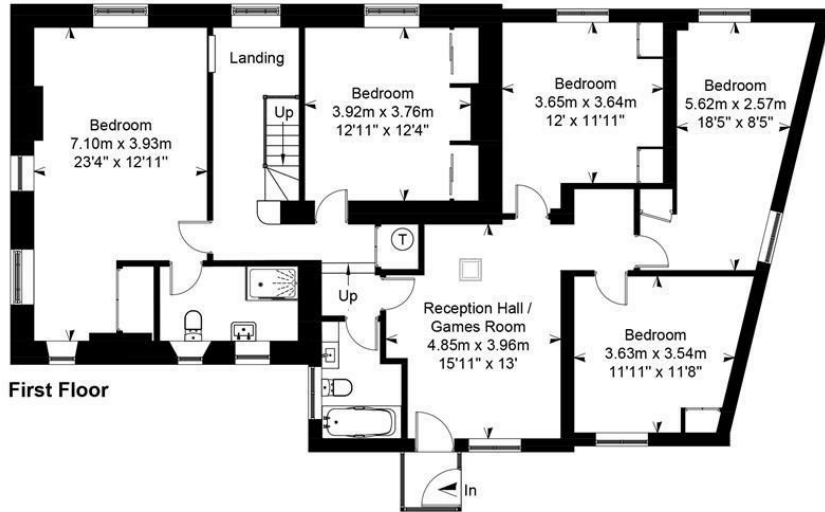 Landing
Up
Bedroom
7.10m x 3.93m
23'4" x 12'11"
Bedroom
3.92m x 3.76m
12'11" x 12'4"
Bedroom
3.65m x 3.64m
12' x 11'11"
Bedroom
5.62m x 2.57m
18'5" x 8'5"
T
Up
Reception Hall /
Games Room
4.85m x 3.96m
15'11" x 13'
Bedroom
3.63m x 3.54m
11'11" x 11'8"
First Floor
In